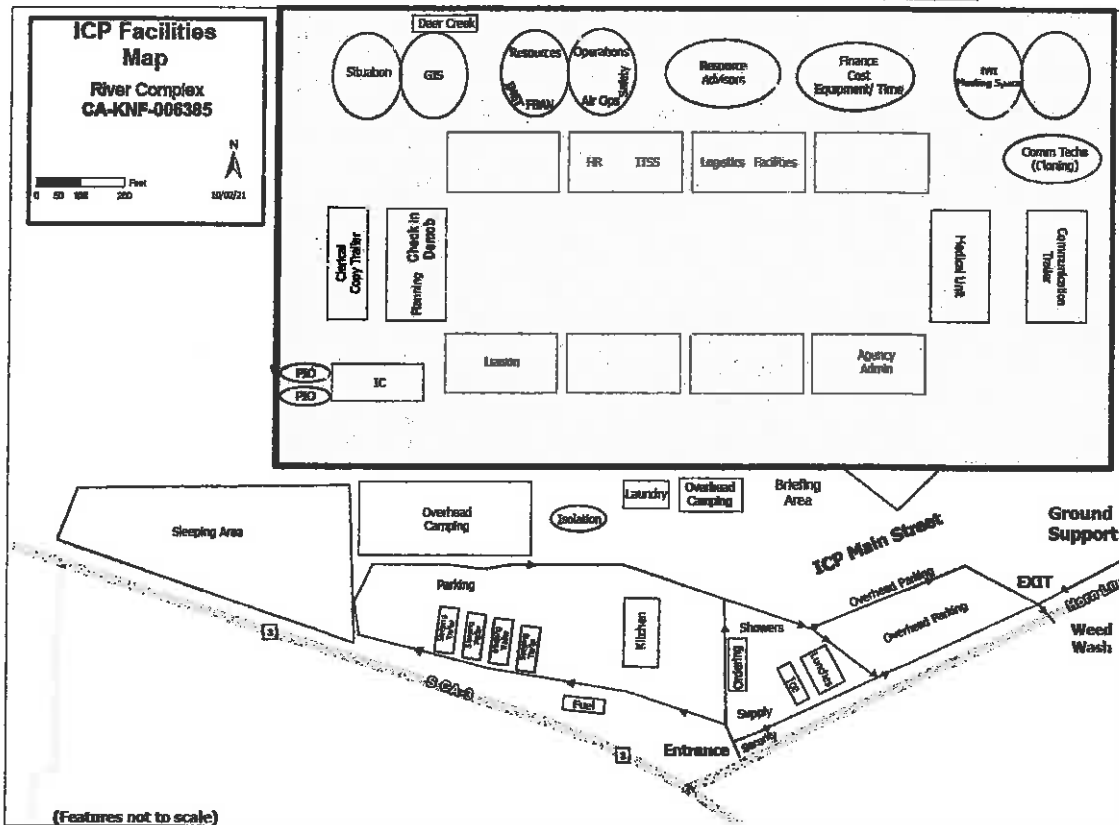 ICP Facilities
Map
River Complex
CA-KNF-006385
N
0 50 100 200 Feet
10/02/21
Deer Creek
Situation
GIS
Resources
FBAN
Operations
Safety
Air Ops
Resource
Advisors
Finance
Cost
Equipment/ Time
Meeting Space
Comm Techs
(Cloning)
HR ITSS
Logistics Facilities
Clerical
Copy Trailer
Planning
Check in
Demob
Medical Unit
Communication
Trailer
PIO
PIO
IC
Liaison
Agency
Admin
Sleeping Area
Overhead
Camping
Isolation
Laundry
Overhead
Camping
Briefing
Area
ICP Main Street
Ground
Support
Parking
Kitchen
Showers
Ordering
Ice
Lunches
Overhead Parking
Overhead Parking
EXIT
Weed
Wash
3
S CA-3
Fuel
Supply
Security
Entrance
3
(Features not to scale)